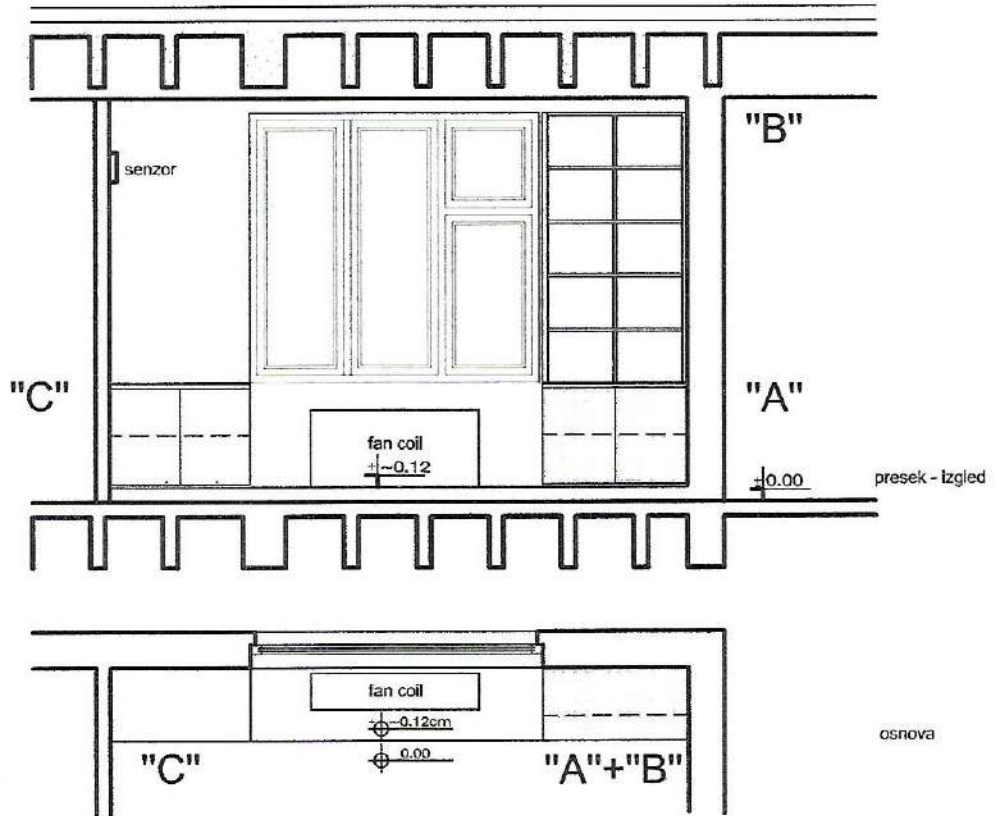 "B"
senzor
"C"
"A"
fan coil
±~0.12
±0.00
presek - izgled
fan coil
±~0.12cm
0.00
osnova
"C"
"A"+"B"